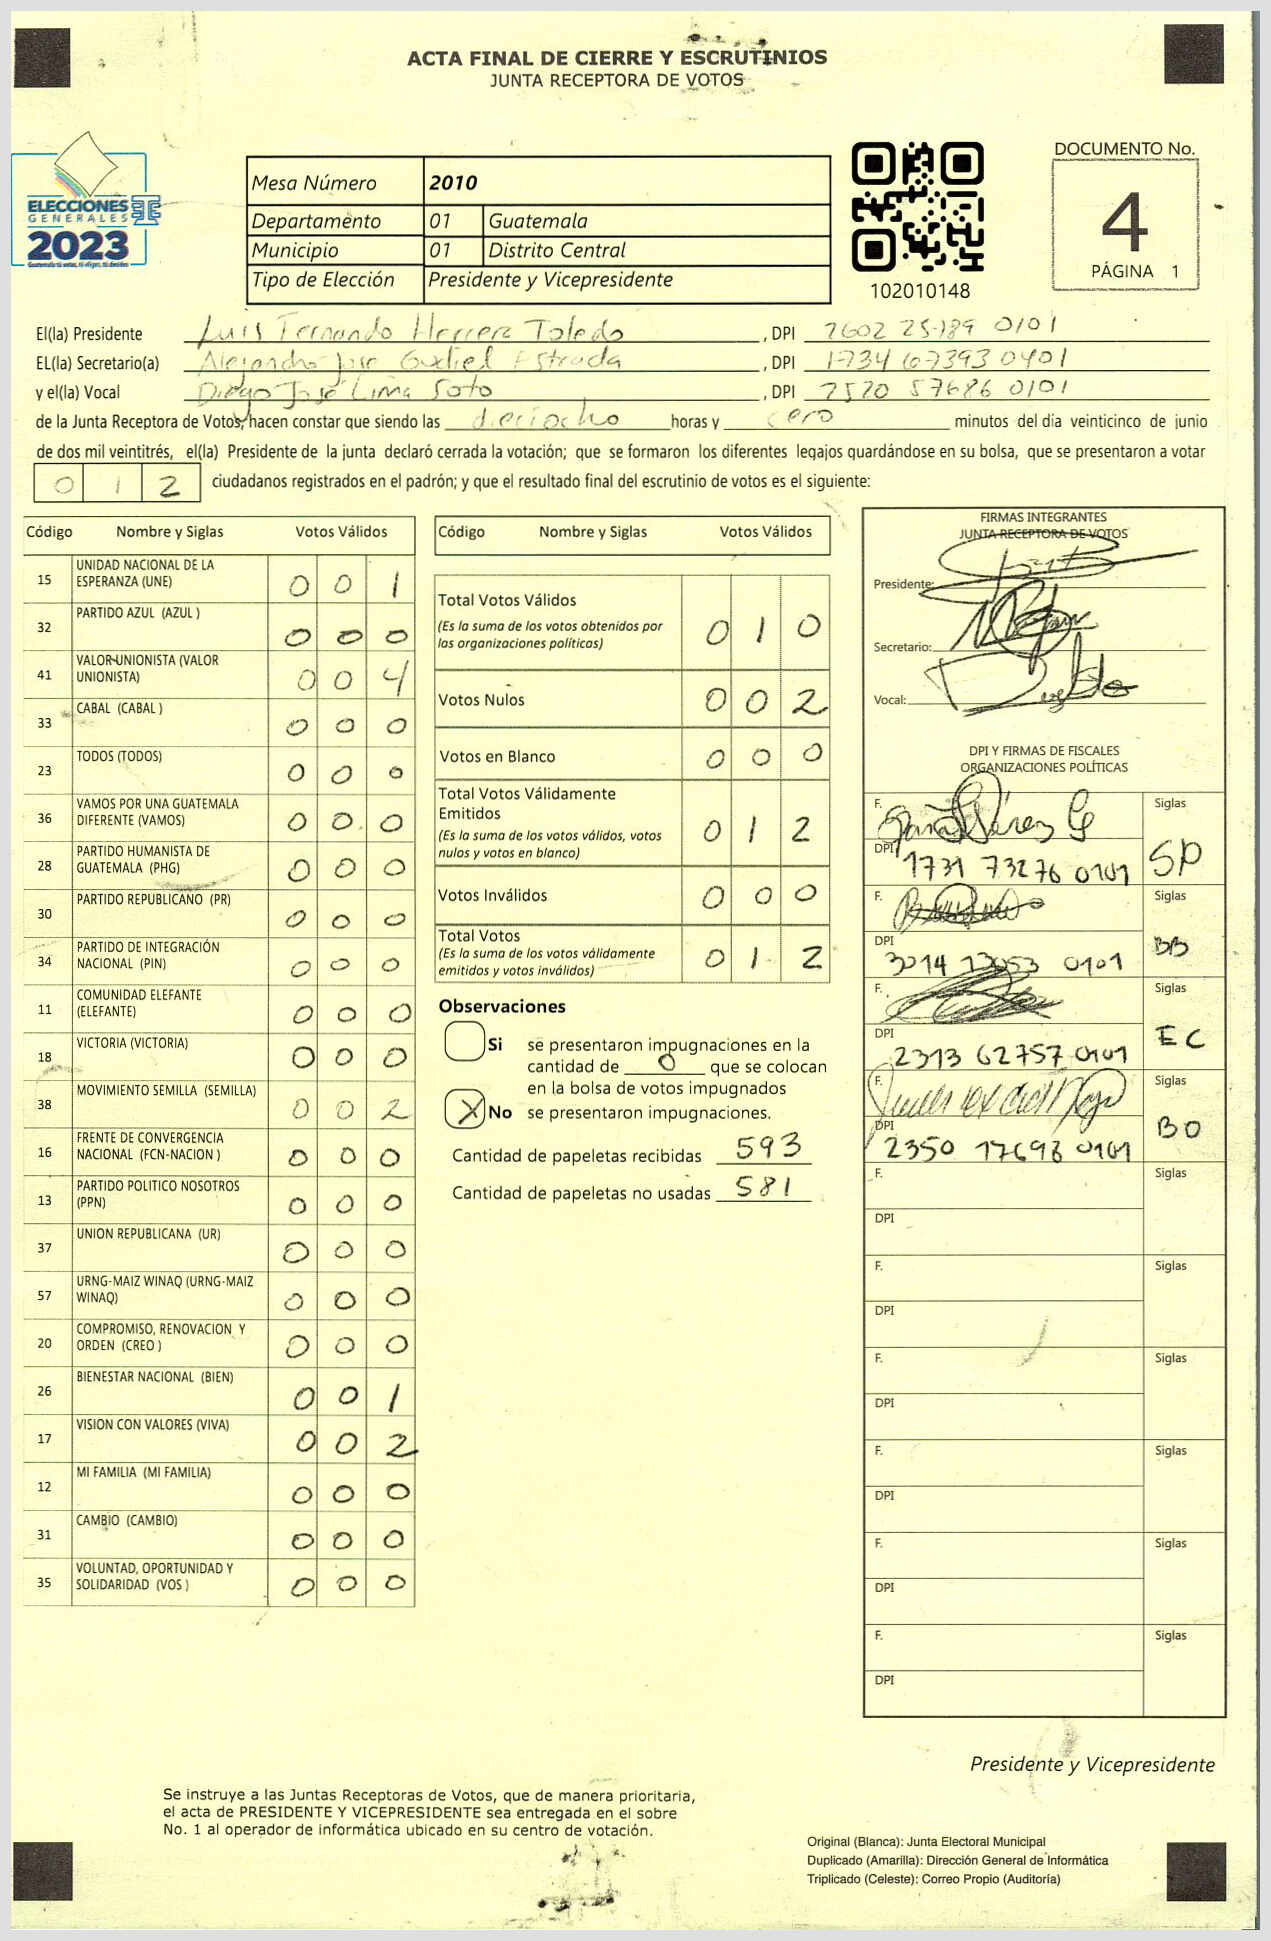 ACTA FINAL DE CIERRE Y ESCRUTINIOS
JUNTA RECEPTORA DE VOTOS
ELECCIONES
GENERALES
2023
Mesa Número 2010
Departamento 01 Guatemala
Municipio 01 Distrito Central
Tipo de Elección Presidente y Vicepresidente
102010148
DOCUMENTO No.
4
PÁGINA 1
El(la) Presidente Luis Fernando Herrera Toledo , DPI 2602 25189 0101
EL(la) Secretario(a) Alejandro Jose Gudiel Estrada , DPI 1734 67393 0401
y el(la) Vocal Diego José Lima Soto , DPI 2520 57686 0101
de la Junta Receptora de Votos, hacen constar que siendo las dieciocho horas y cero minutos del día veinticinco de junio
de dos mil veintitrés, el(la) Presidente de la junta declaró cerrada la votación; que se formaron los diferentes legajos guardándose en su bolsa, que se presentaron a votar
0 1 2 ciudadanos registrados en el padrón; y que el resultado final del escrutinio de votos es el siguiente:
Código Nombre y Siglas Votos Válidos
15 UNIDAD NACIONAL DE LA
ESPERANZA (UNE) 0 0 1
32 PARTIDO AZUL (AZUL ) 0 0 0
41 VALOR-UNIONISTA (VALOR
UNIONISTA) 0 0 4
33 CABAL (CABAL ) 0 0 0
23 TODOS (TODOS) 0 0 0
36 VAMOS POR UNA GUATEMALA
DIFERENTE (VAMOS) 0 0 0
28 PARTIDO HUMANISTA DE
GUATEMALA (PHG) 0 0 0
30 PARTIDO REPUBLICANO (PR) 0 0 0
34 PARTIDO DE INTEGRACIÓN
NACIONAL (PIN) 0 0 0
11 COMUNIDAD ELEFANTE
(ELEFANTE) 0 0 0
18 VICTORIA (VICTORIA) 0 0 0
38 MOVIMIENTO SEMILLA (SEMILLA) 0 0 2
16 FRENTE DE CONVERGENCIA
NACIONAL (FCN-NACION ) 0 0 0
13 PARTIDO POLITICO NOSOTROS
(PPN) 0 0 0
37 UNION REPUBLICANA (UR) 0 0 0
57 URNG-MAIZ WINAQ (URNG-MAIZ
WINAQ) 0 0 0
20 COMPROMISO, RENOVACION Y
ORDEN (CREO ) 0 0 0
26 BIENESTAR NACIONAL (BIEN) 0 0 1
17 VISION CON VALORES (VIVA) 0 0 2
12 MI FAMILIA (MI FAMILIA) 0 0 0
31 CAMBIO (CAMBIO) 0 0 0
35 VOLUNTAD, OPORTUNIDAD Y
SOLIDARIDAD (VOS ) 0 0 0
Código Nombre y Siglas Votos Válidos
Total Votos Válidos
(Es la suma de los votos obtenidos por
las organizaciones políticas) 0 1 0
Votos Nulos 0 0 2
Votos en Blanco 0 0 0
Total Votos Válidamente
Emitidos
(Es la suma de los votos válidos, votos
nulos y votos en blanco) 0 1 2
Votos Inválidos 0 0 0
Total Votos
(Es la suma de los votos válidamente
emitidos y votos inválidos) 0 1 2
Observaciones
Si se presentaron impugnaciones en la
cantidad de 0 que se colocan
en la bolsa de votos impugnados
X No se presentaron impugnaciones.
Cantidad de papeletas recibidas 593
Cantidad de papeletas no usadas 581
FIRMAS INTEGRANTES
JUNTA RECEPTORA DE VOTOS
Presidente:
Secretario:
Vocal:
DPI Y FIRMAS DE FISCALES
ORGANIZACIONES POLÍTICAS
F. Siglas
DPI 1731 73276 0101 SP
F. Siglas
DPI 3014 13053 0101 BB
F. Siglas
DPI 2313 62757 0101 EC
F. Siglas
DPI 2350 17698 0101 BO
F. Siglas
DPI
F. Siglas
DPI
F. Siglas
DPI
F. Siglas
DPI
F. Siglas
DPI
F. Siglas
DPI
Presidente y Vicepresidente
Se instruye a las Juntas Receptoras de Votos, que de manera prioritaria,
el acta de PRESIDENTE Y VICEPRESIDENTE sea entregada en el sobre
No. 1 al operador de informática ubicado en su centro de votación.
Original (Blanca): Junta Electoral Municipal
Duplicado (Amarilla): Dirección General de Informática
Triplicado (Celeste): Correo Propio (Auditoría)